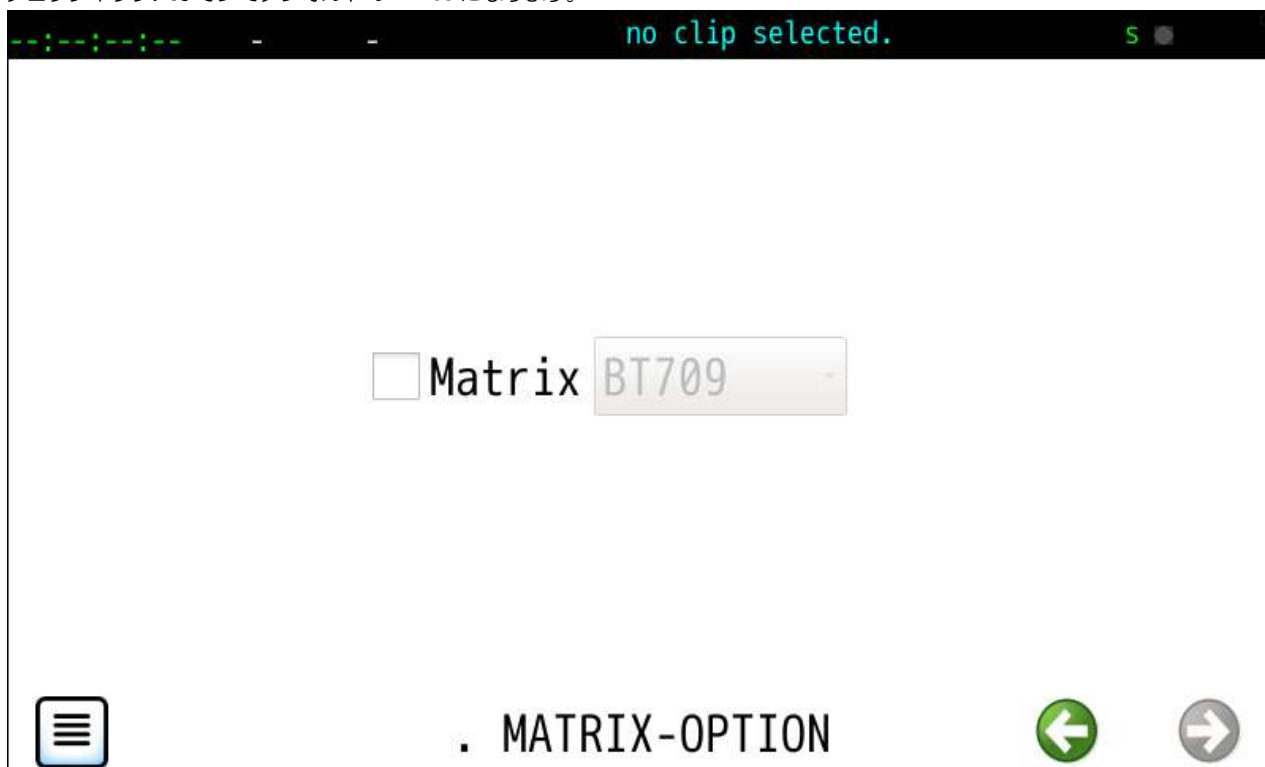 --:--:--:-- - - no clip selected. S
Matrix BT709
. MATRIX-OPTION